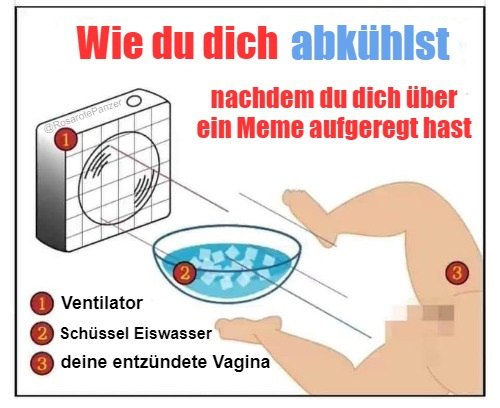 Wie du dich abkühlst
nachdem du dich über
ein Meme aufgeregt hast
@RosarotePanzer
1
2
3
1 Ventilator
2 Schüssel Eiswasser
3 deine entzündete Vagina